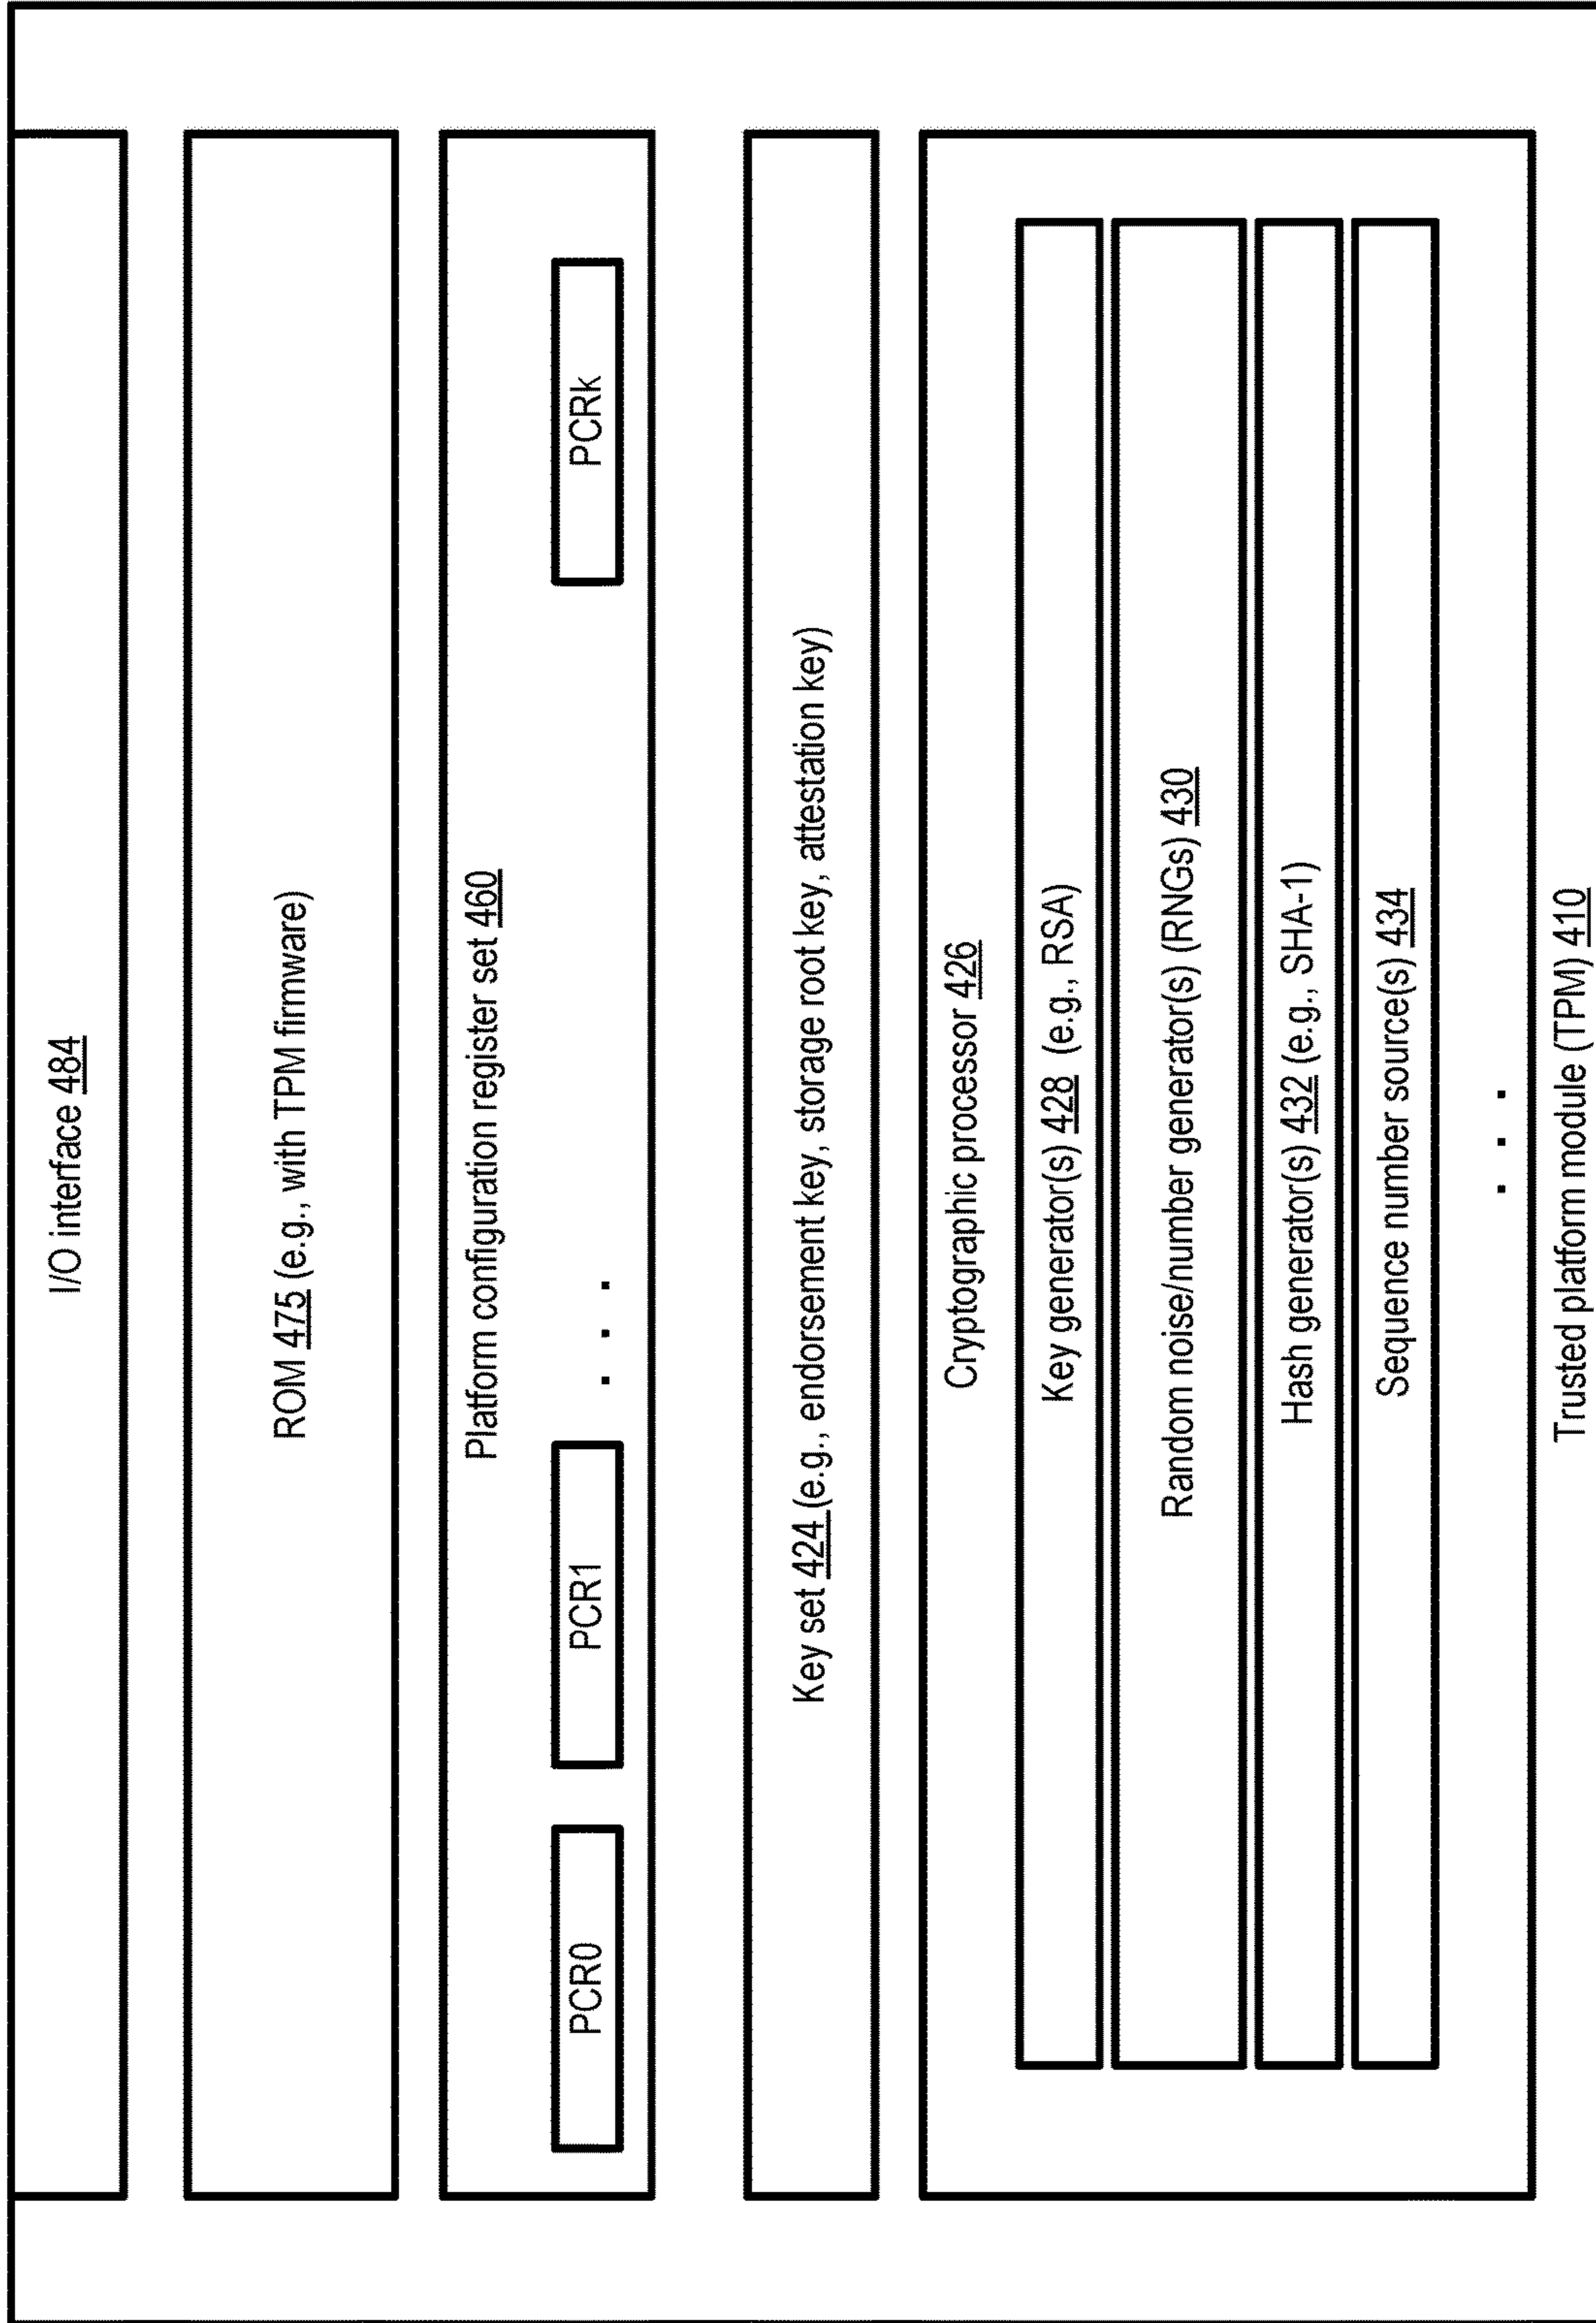 I/O interface 484
ROM 475 (e.g., with TPM firmware)
Platform configuration register set 460
PCR0
PCR1
. . .
PCRk
Key set 424 (e.g., endorsement key, storage root key, attestation key)
Cryptographic processor 426
Key generator(s) 428 (e.g., RSA)
Random noise/number generator(s) (RNGs) 430
Hash generator(s) 432 (e.g., SHA-1)
Sequence number source(s) 434
. . .
Trusted platform module (TPM) 410